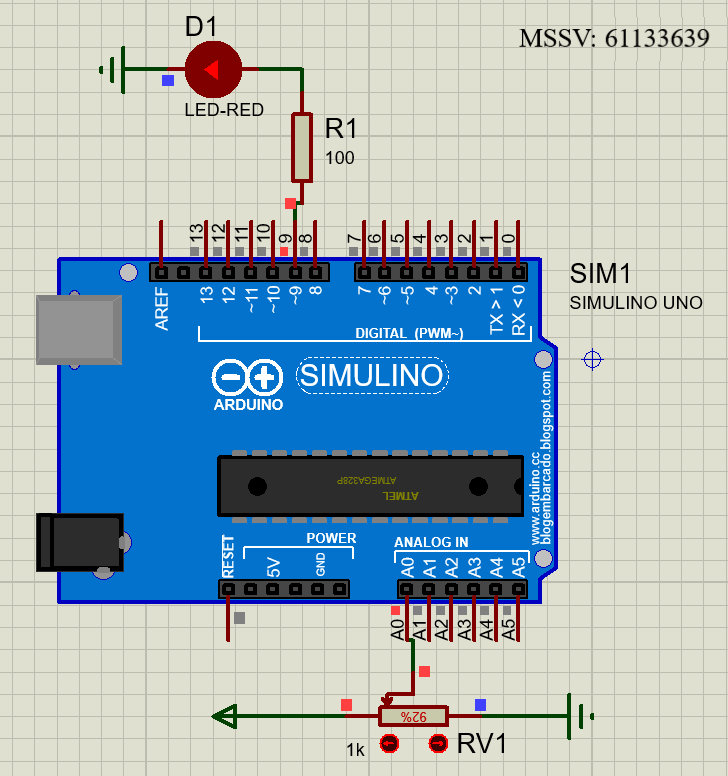 D1
MSSV: 61133639
LED-RED
R1
100
13 12 11 10 9 8 7 6 5 4 3 2 1 0
AREF 13 12 ~11 ~10 ~9 8 7 ~6 ~5 4 ~3 2 TX > 1 RX < 0
SIM1
SIMULINO UNO
DIGITAL (PWM~)
SIMULINO
ARDUINO
www.arduino.cc
blogembarcado.blogspot.com
ATMEGA328P
ATMEL
RESET
POWER
5V
GND
ANALOG IN
A0 A1 A2 A3 A4 A5
A0 A1 A2 A3 A4 A5
92%
1k
RV1